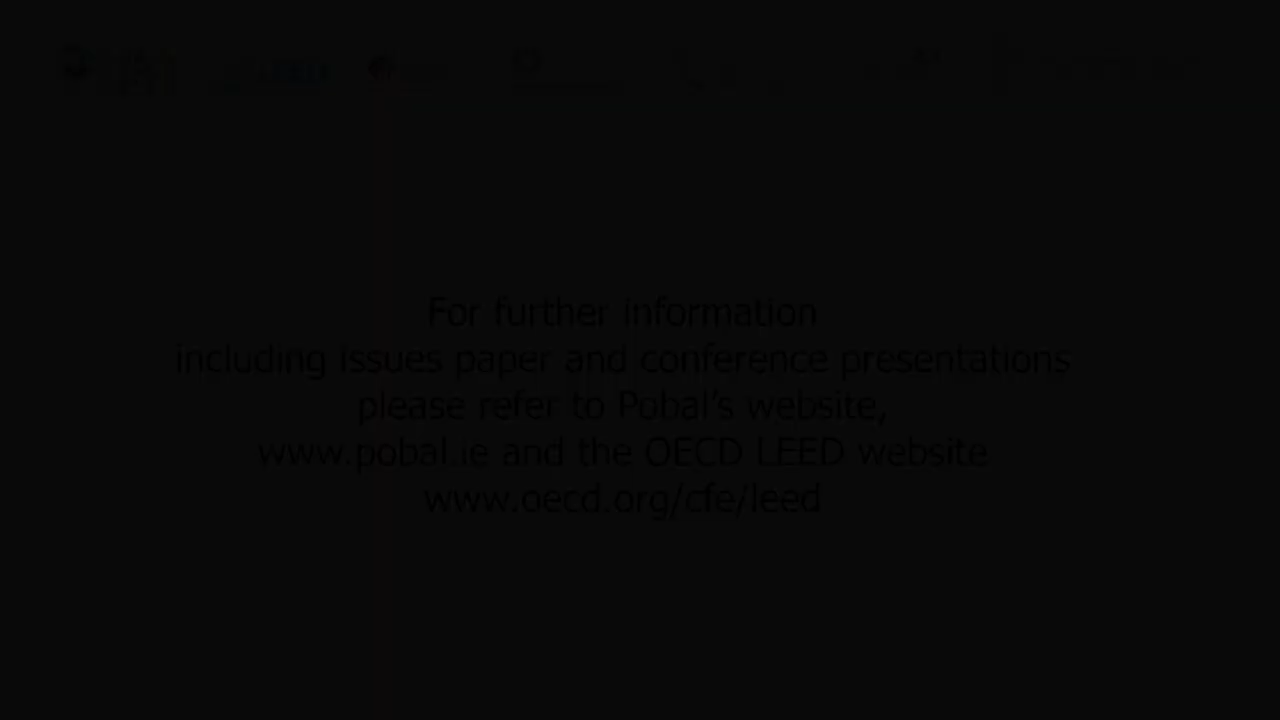 For further information
including issues paper and conference presentations
please refer to Pobal's website,
www.pobal.ie and the OECD LEED website
www.oecd.org/cfe/leed